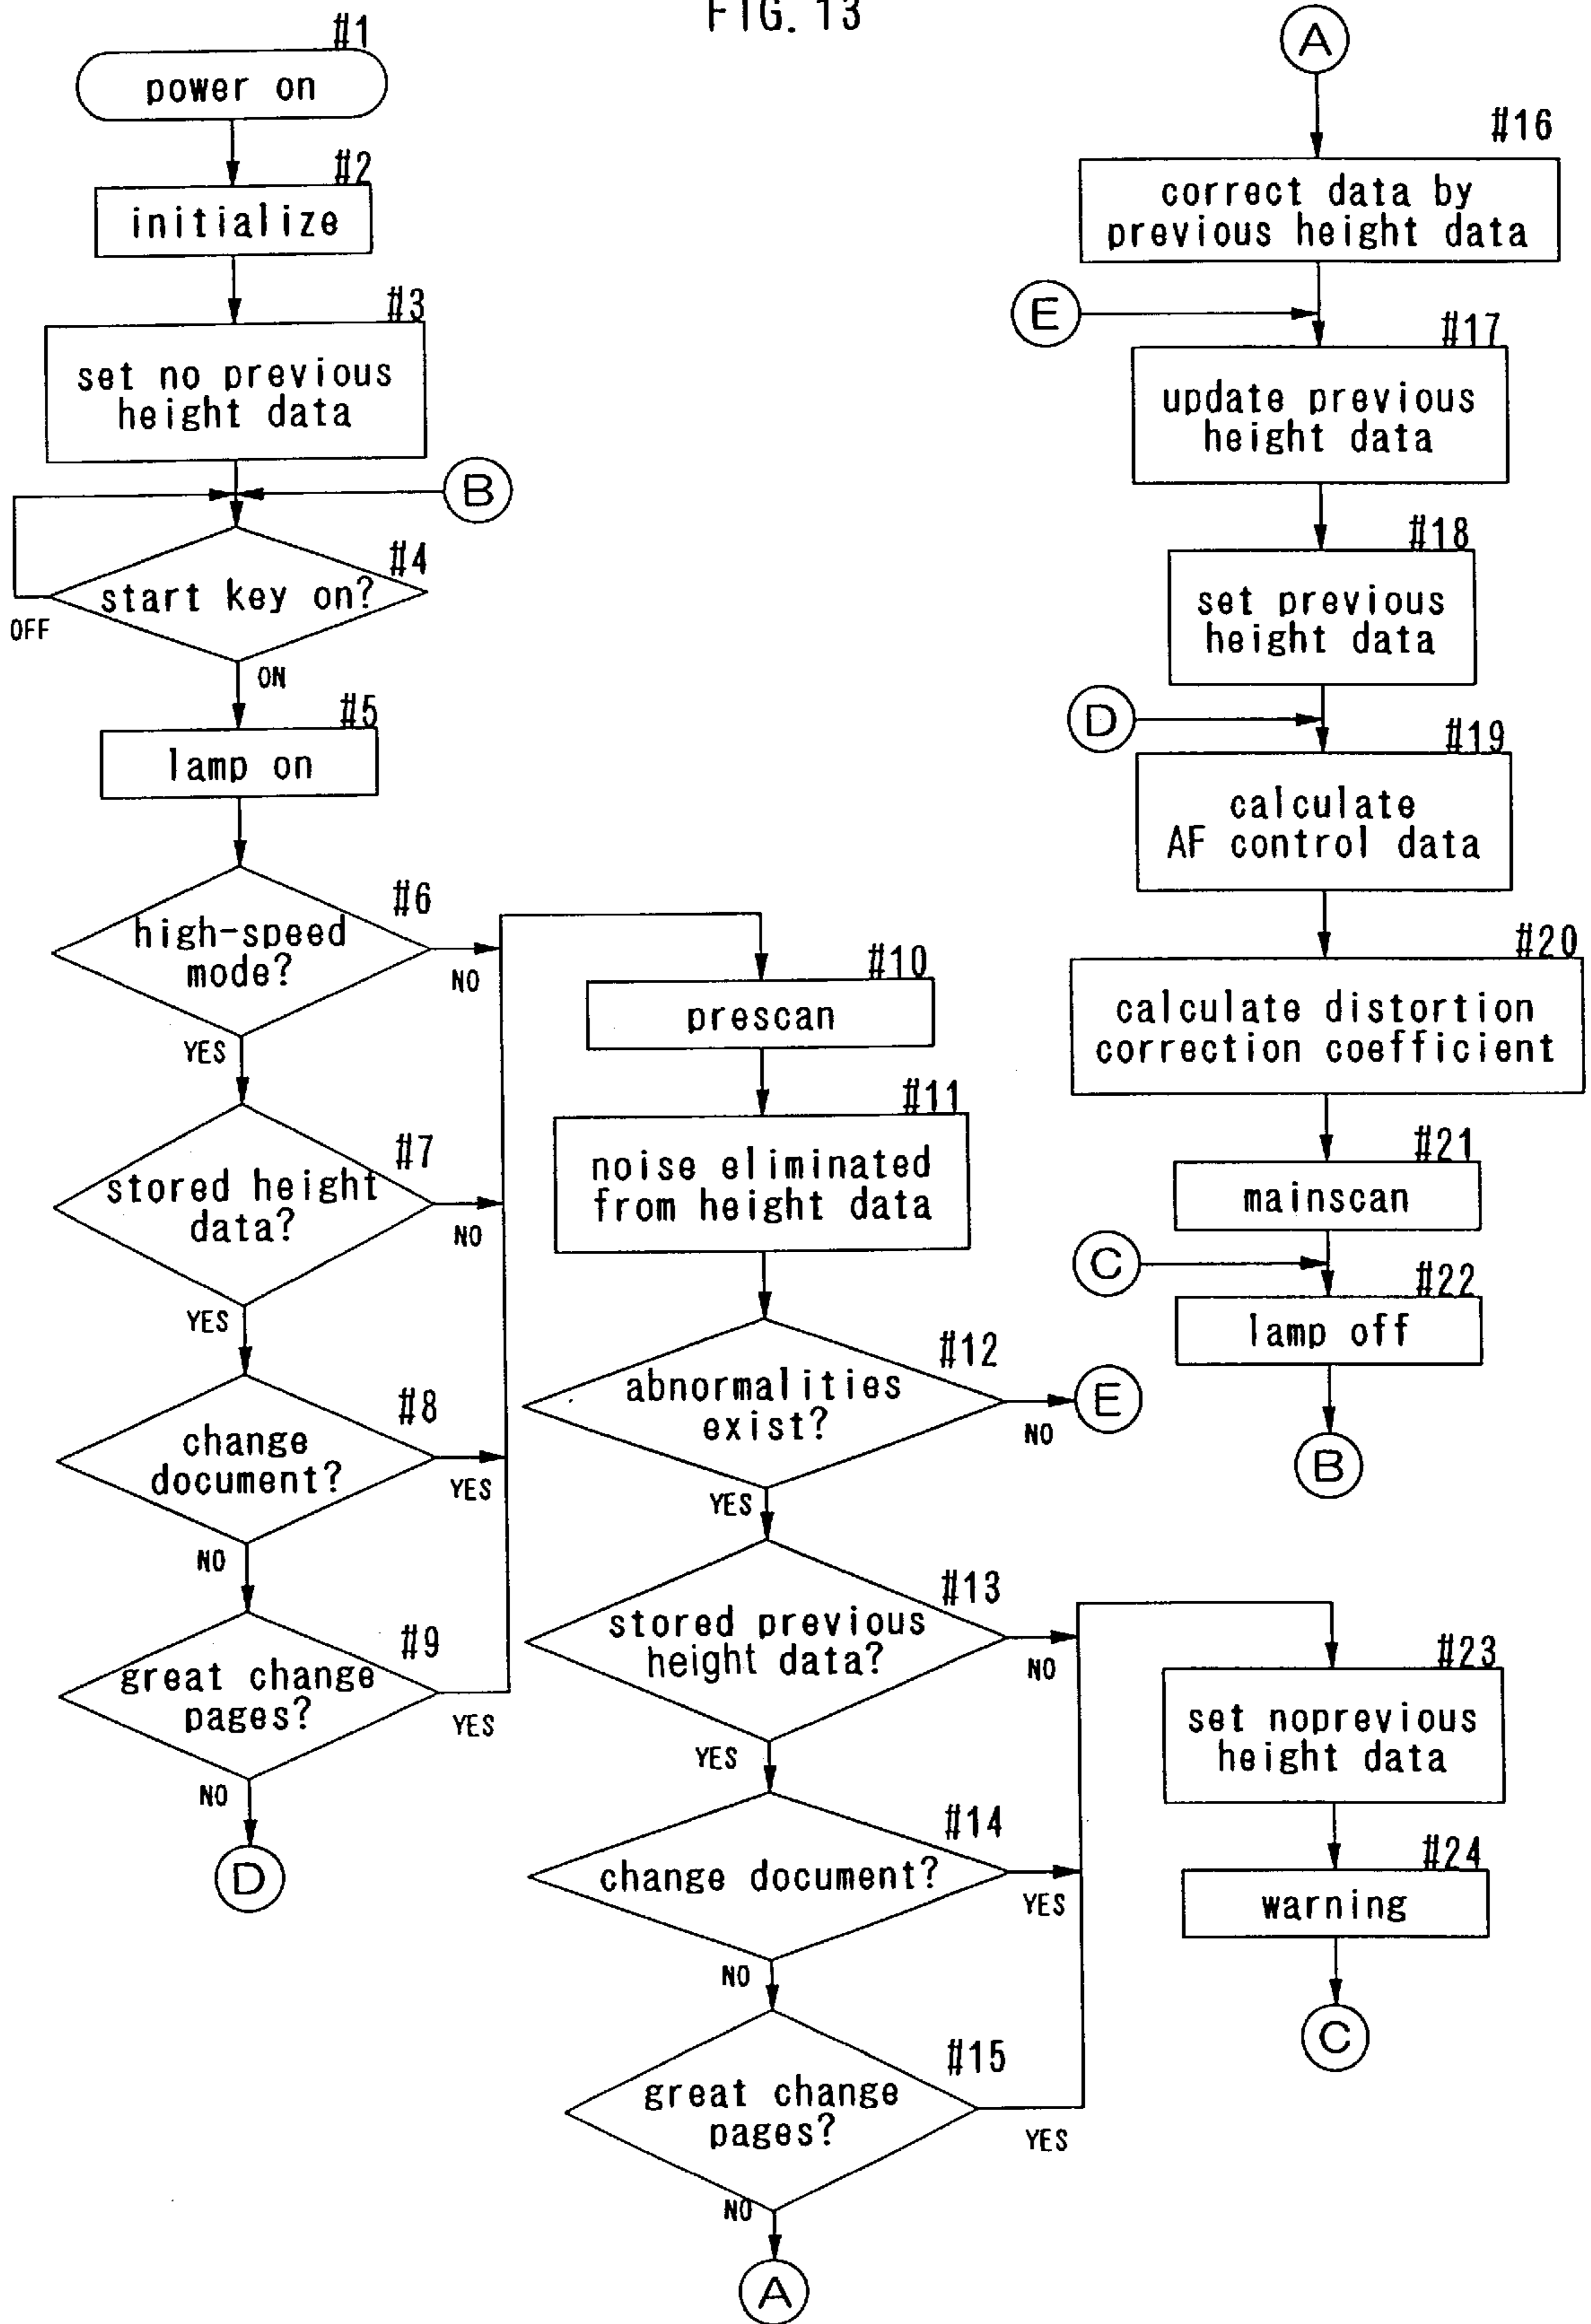 FIG. 13
#1
power on
#2
initialize
#3
set no previous
height data
B
#4
start key on?
OFF
ON
#5
lamp on
#6
high-speed
mode?
NO
YES
#7
stored height
data?
NO
YES
#8
change
document?
YES
NO
#9
great change
pages?
YES
NO
D
#10
prescan
#11
noise eliminated
from height data
#12
abnormalities
exist?
NO
E
YES
#13
stored previous
height data?
NO
YES
#14
change document?
YES
NO
#15
great change
pages?
YES
NO
A
A
#16
correct data by
previous height data
E
#17
update previous
height data
#18
set previous
height data
D
#19
calculate
AF control data
#20
calculate distortion
correction coefficient
#21
mainscan
C
#22
lamp off
B
#23
set noprevious
height data
#24
warning
C